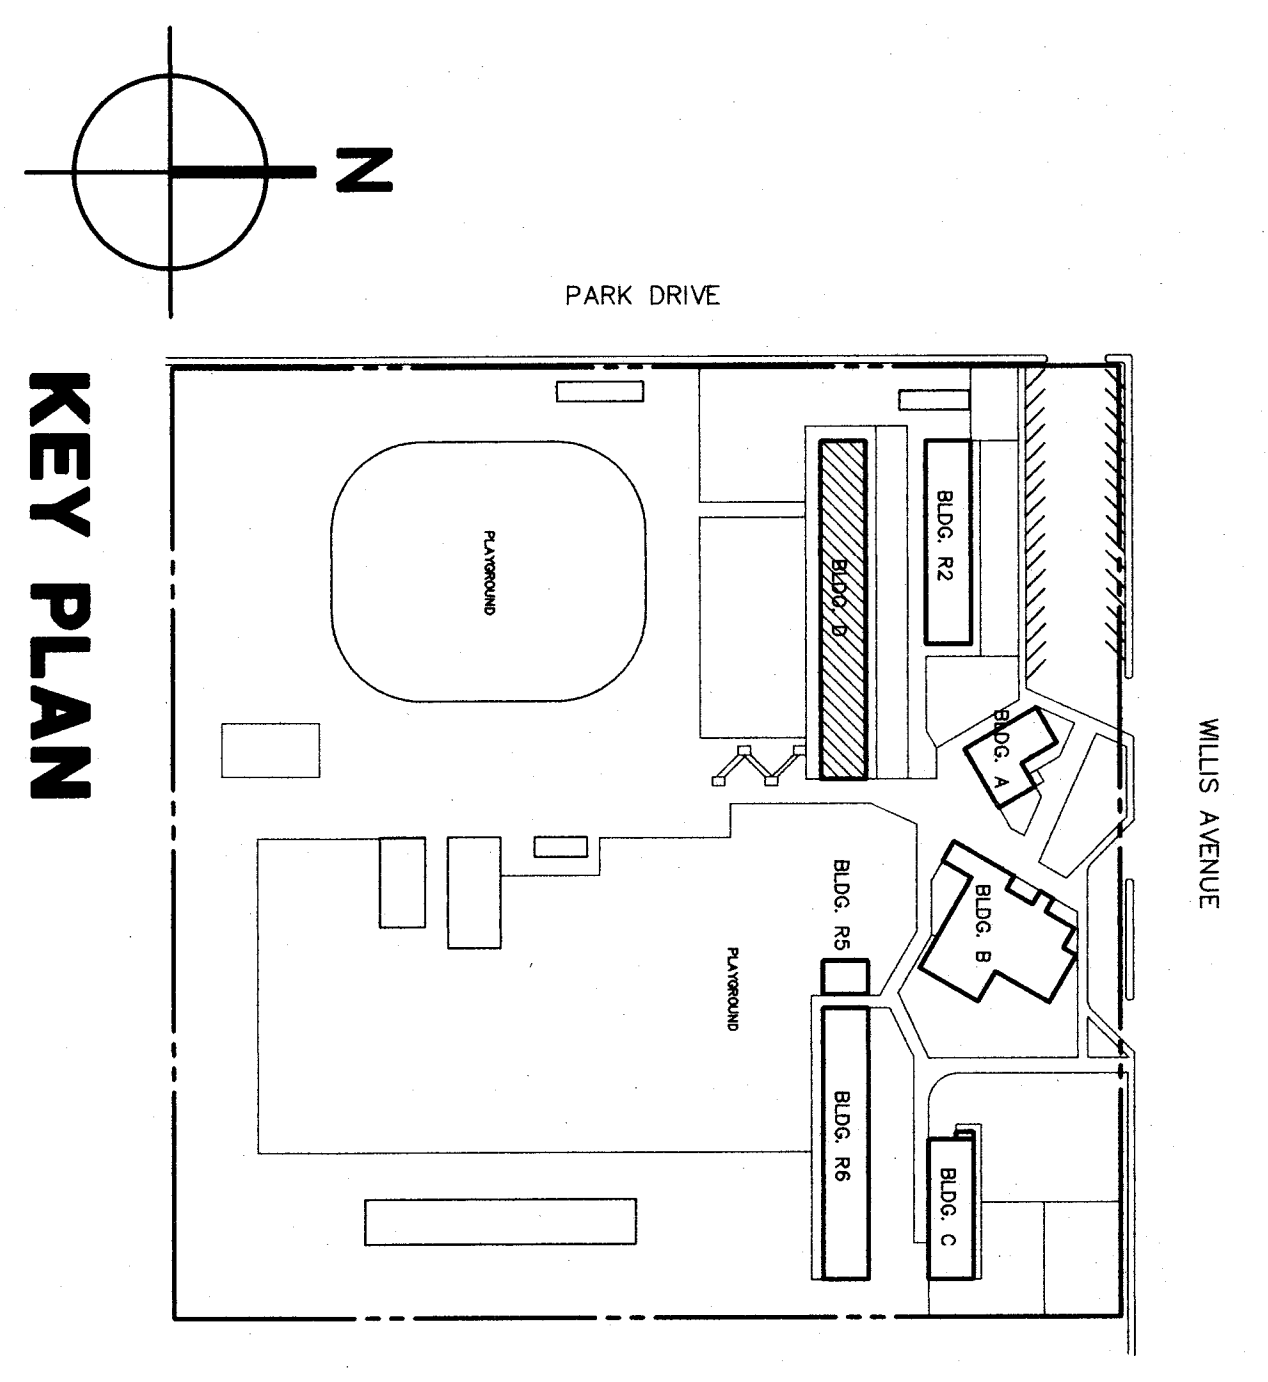 N
PARK DRIVE
KEY PLAN
WILLIS AVENUE
PLAYGROUND
BLDG. D
BLDG. R2
BLDG. A
BLDG. B
BLDG. R5
PLAYGROUND
BLDG. R6
BLDG. C